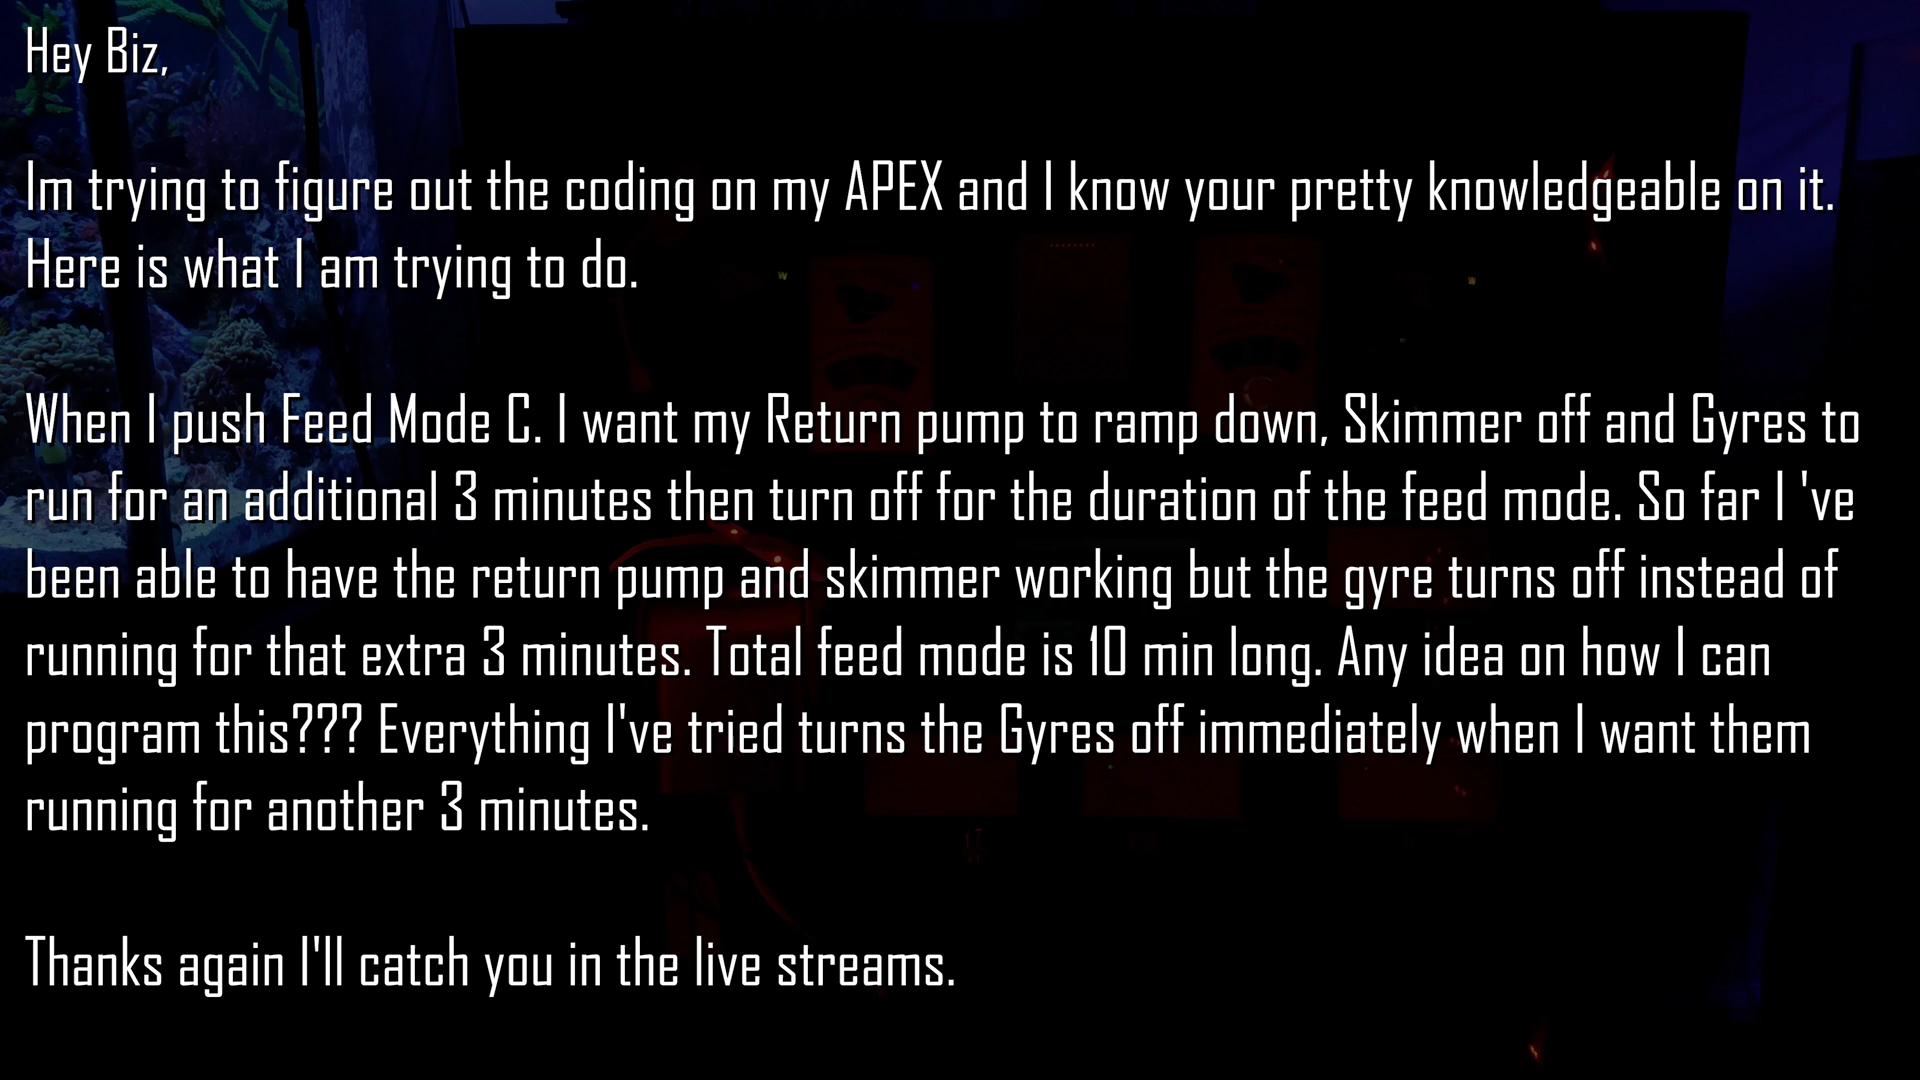 Hey Biz,
Im trying to figure out the coding on my APEX and I know your pretty knowledgeable on it.
Here is what I am trying to do.
When I push Feed Mode C. I want my Return pump to ramp down, Skimmer off and Gyres to
run for an additional 3 minutes then turn off for the duration of the feed mode. So far I 've
been able to have the return pump and skimmer working but the gyre turns off instead of
running for that extra 3 minutes. Total feed mode is 10 min long. Any idea on how I can
program this??? Everything I've tried turns the Gyres off immediately when I want them
running for another 3 minutes.
Thanks again I'll catch you in the live streams.